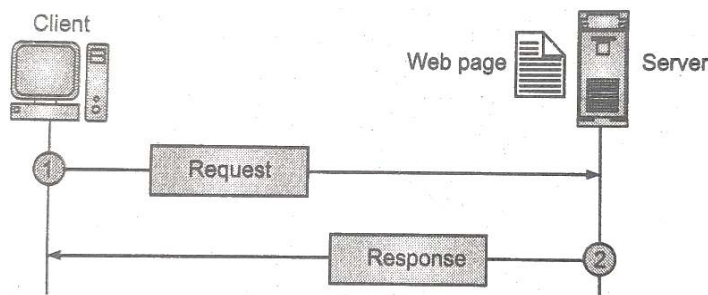 Client
Web page
Server
1
Request
Response
2